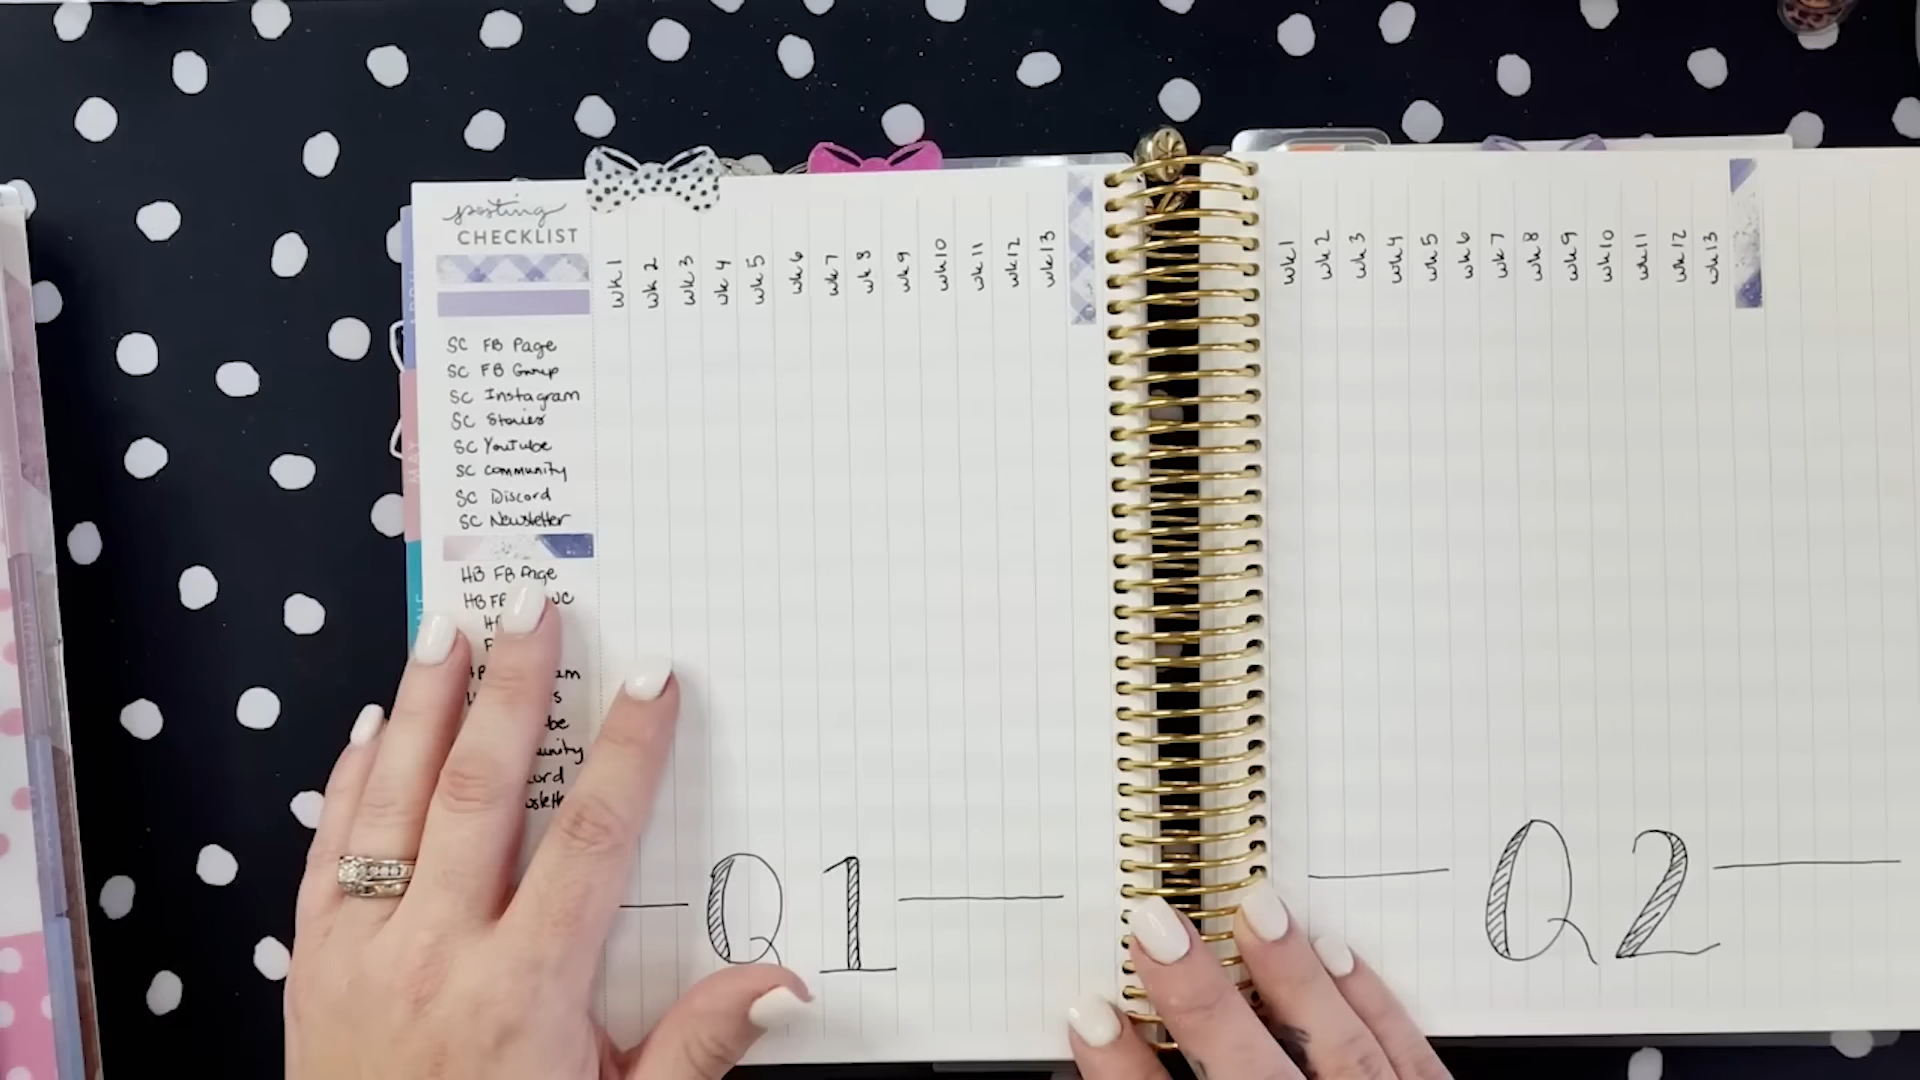 posting
CHECKLIST
wk 1 wk 2 wk 3 wk 4 wk 5 wk 6 wk 7 wk 8 wk 9 wk 10 wk 11 wk 12 wk 13
SC FB Page
SC FB Group
SC Instagram
SC Stories
SC YouTube
SC Community
SC Discord
SC Newsletter
HB FB Page
HB FB
Q1
wk 1 wk 2 wk 3 wk 4 wk 5 wk 6 wk 7 wk 8 wk 9 wk 10 wk 11 wk 12 wk 13
Q2
MAY